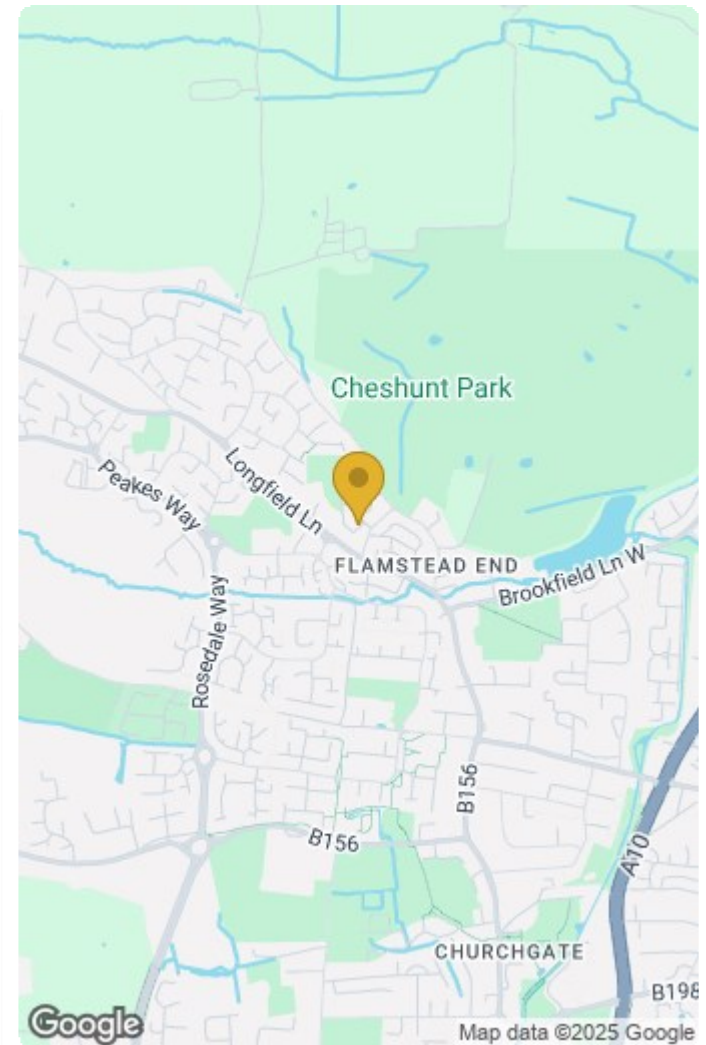 Cheshunt Park
Peakes Way
Longfield Ln
FLAMSTEAD END
Brookfield Ln W
Rosedale Way
B156
B156
A10
CHURCHGATE
B198
Google
Map data ©2025 Google